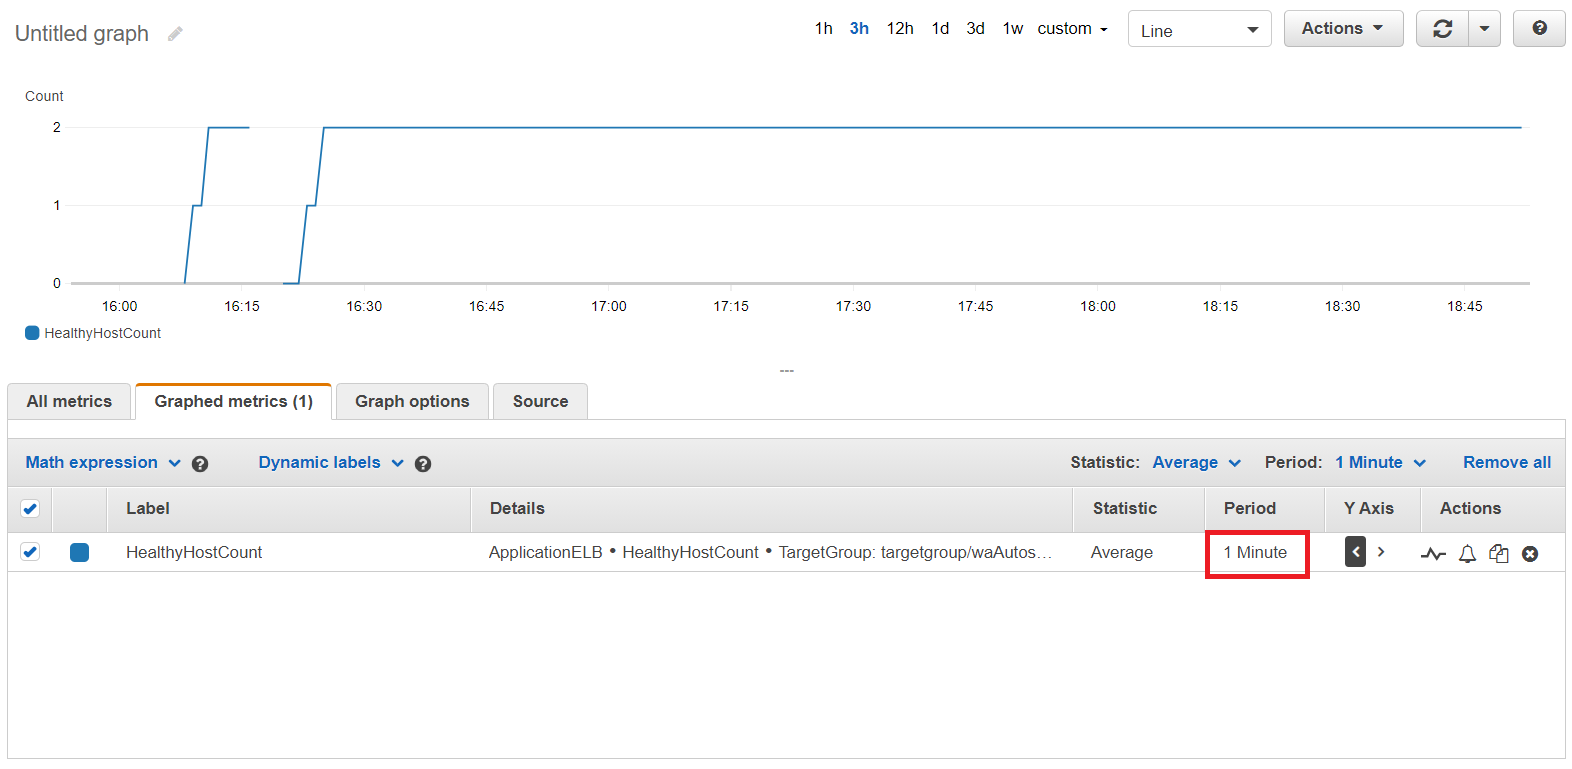 Untitled graph
1h 3h 12h 1d 3d 1w custom Line Actions
Count
2
1
0
16:00 16:15 16:30 16:45 17:00 17:15 17:30 17:45 18:00 18:15 18:30 18:45
HealthyHostCount
All metrics Graphed metrics (1) Graph options Source
Math expression Dynamic labels Statistic: Average Period: 1 Minute Remove all
Label Details Statistic Period Y Axis Actions
HealthyHostCount ApplicationELB • HealthyHostCount • TargetGroup: targetgroup/waAutos… Average 1 Minute